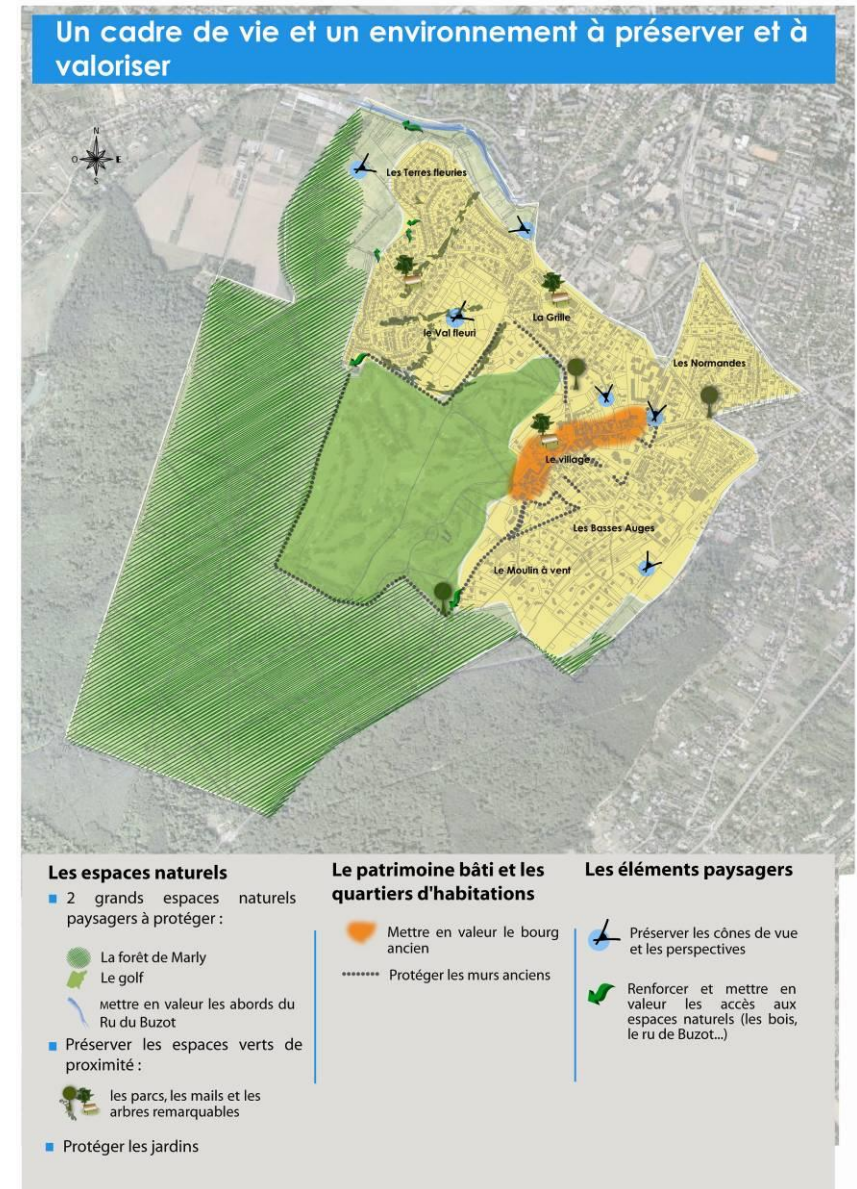 Un cadre de vie et un environnement à préserver et à
valoriser
N
O
E
S
Les Terres fleuries
La Grille
le Val fleuri
Les Normandes
Le village
Les Basses Auges
Le Moulin à vent
Les espaces naturels
2 grands espaces naturels
paysagers à protéger :
La forêt de Marly
Le golf
Mettre en valeur les abords du
Ru du Buzot
Préserver les espaces verts de
proximité :
les parcs, les mails et les
arbres remarquables
Protéger les jardins
Le patrimoine bâti et les
quartiers d'habitations
Mettre en valeur le bourg
ancien
Protéger les murs anciens
Les éléments paysagers
Préserver les cônes de vue
et les perspectives
Renforcer et mettre en
valeur les accès aux
espaces naturels (les bois,
le ru de Buzot...)